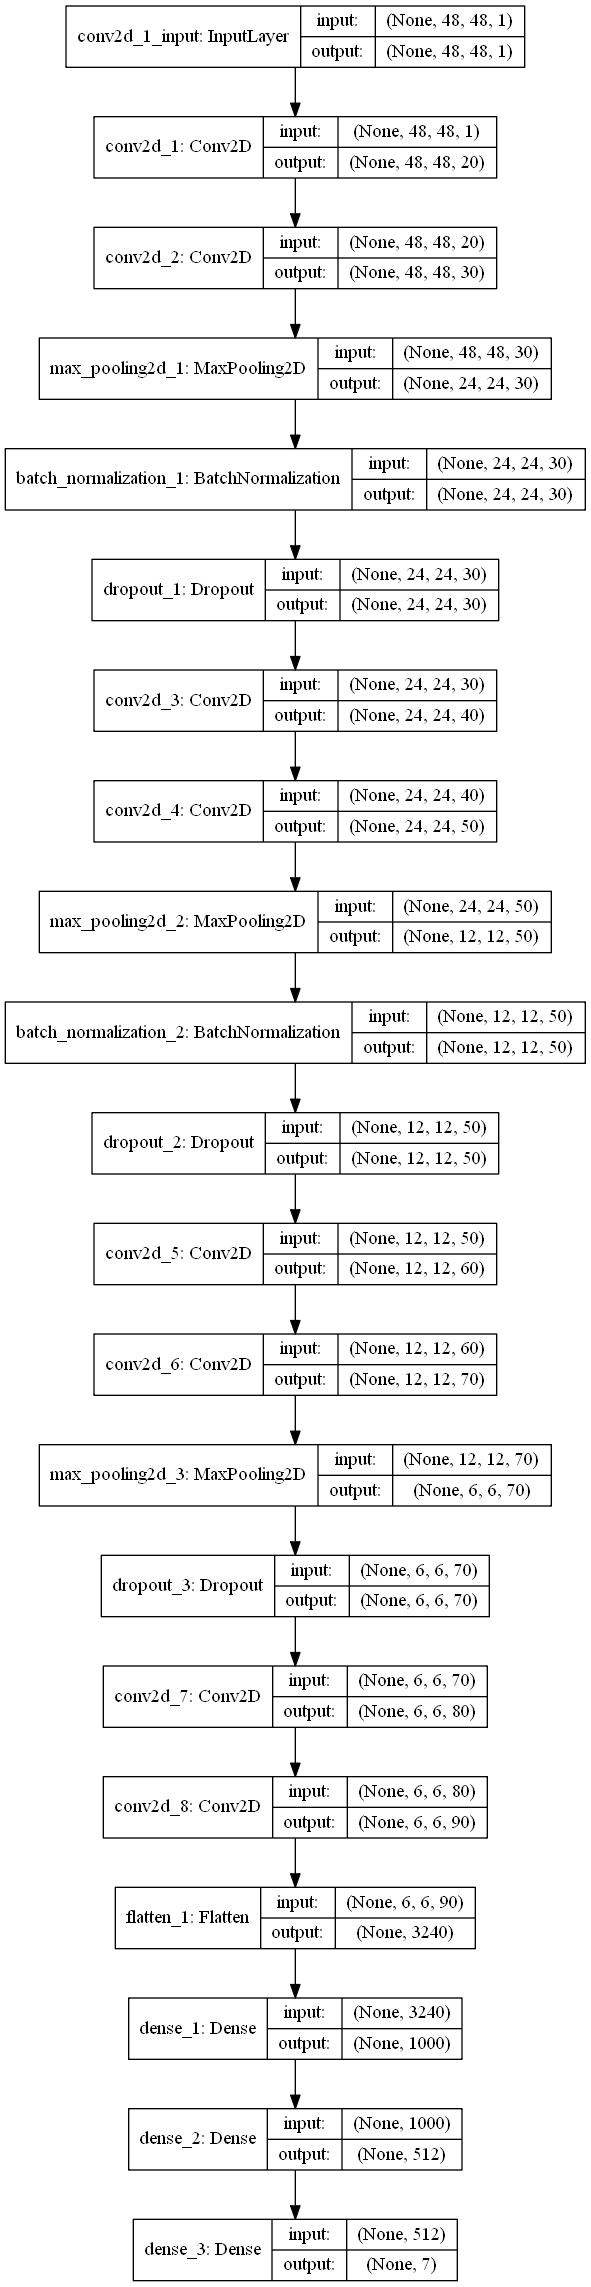 conv2d_1_input: InputLayer
input: (None, 48, 48, 1)
output: (None, 48, 48, 1)
conv2d_1: Conv2D
input: (None, 48, 48, 1)
output: (None, 48, 48, 20)
conv2d_2: Conv2D
input: (None, 48, 48, 20)
output: (None, 48, 48, 30)
max_pooling2d_1: MaxPooling2D
input: (None, 48, 48, 30)
output: (None, 24, 24, 30)
batch_normalization_1: BatchNormalization
input: (None, 24, 24, 30)
output: (None, 24, 24, 30)
dropout_1: Dropout
input: (None, 24, 24, 30)
output: (None, 24, 24, 30)
conv2d_3: Conv2D
input: (None, 24, 24, 30)
output: (None, 24, 24, 40)
conv2d_4: Conv2D
input: (None, 24, 24, 40)
output: (None, 24, 24, 50)
max_pooling2d_2: MaxPooling2D
input: (None, 24, 24, 50)
output: (None, 12, 12, 50)
batch_normalization_2: BatchNormalization
input: (None, 12, 12, 50)
output: (None, 12, 12, 50)
dropout_2: Dropout
input: (None, 12, 12, 50)
output: (None, 12, 12, 50)
conv2d_5: Conv2D
input: (None, 12, 12, 50)
output: (None, 12, 12, 60)
conv2d_6: Conv2D
input: (None, 12, 12, 60)
output: (None, 12, 12, 70)
max_pooling2d_3: MaxPooling2D
input: (None, 12, 12, 70)
output: (None, 6, 6, 70)
dropout_3: Dropout
input: (None, 6, 6, 70)
output: (None, 6, 6, 70)
conv2d_7: Conv2D
input: (None, 6, 6, 70)
output: (None, 6, 6, 80)
conv2d_8: Conv2D
input: (None, 6, 6, 80)
output: (None, 6, 6, 90)
flatten_1: Flatten
input: (None, 6, 6, 90)
output: (None, 3240)
dense_1: Dense
input: (None, 3240)
output: (None, 1000)
dense_2: Dense
input: (None, 1000)
output: (None, 512)
dense_3: Dense
input: (None, 512)
output: (None, 7)